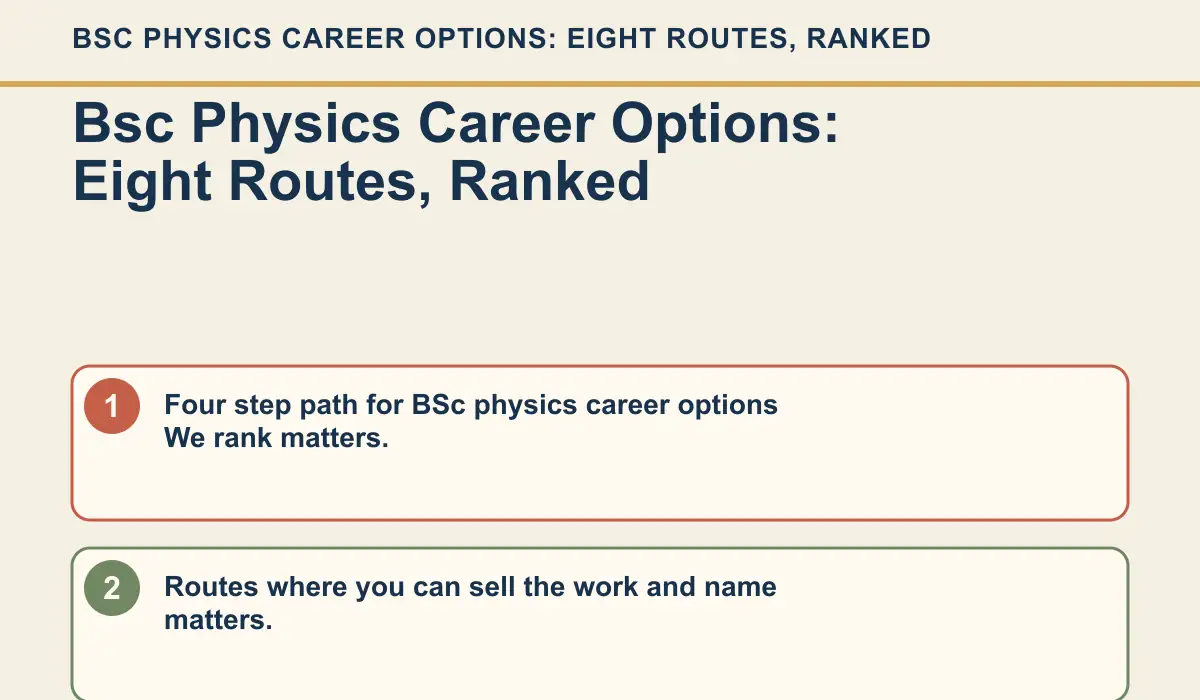 BSC PHYSICS CAREER OPTIONS: EIGHT ROUTES, RANKED
Bsc Physics Career Options:
Eight Routes, Ranked
1
Four step path for BSc physics career options
We rank matters.
2
Routes where you can sell the work and name
matters.